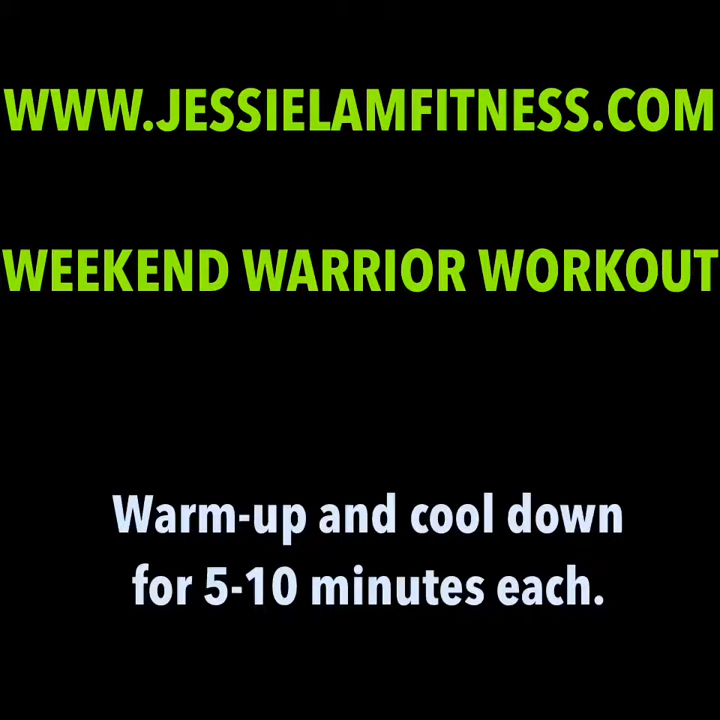 WWW.JESSIELAMFITNESS.COM
WEEKEND WARRIOR WORKOUT
Warm-up and cool down
for 5-10 minutes each.